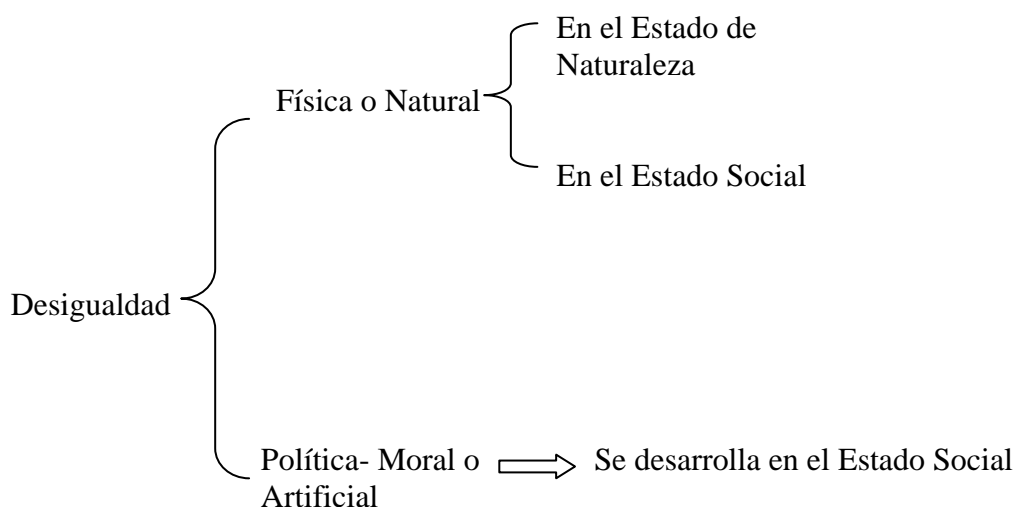 En el Estado de
Naturaleza
Física o Natural
En el Estado Social
Desigualdad
Política- Moral o
Artificial
Se desarrolla en el Estado Social